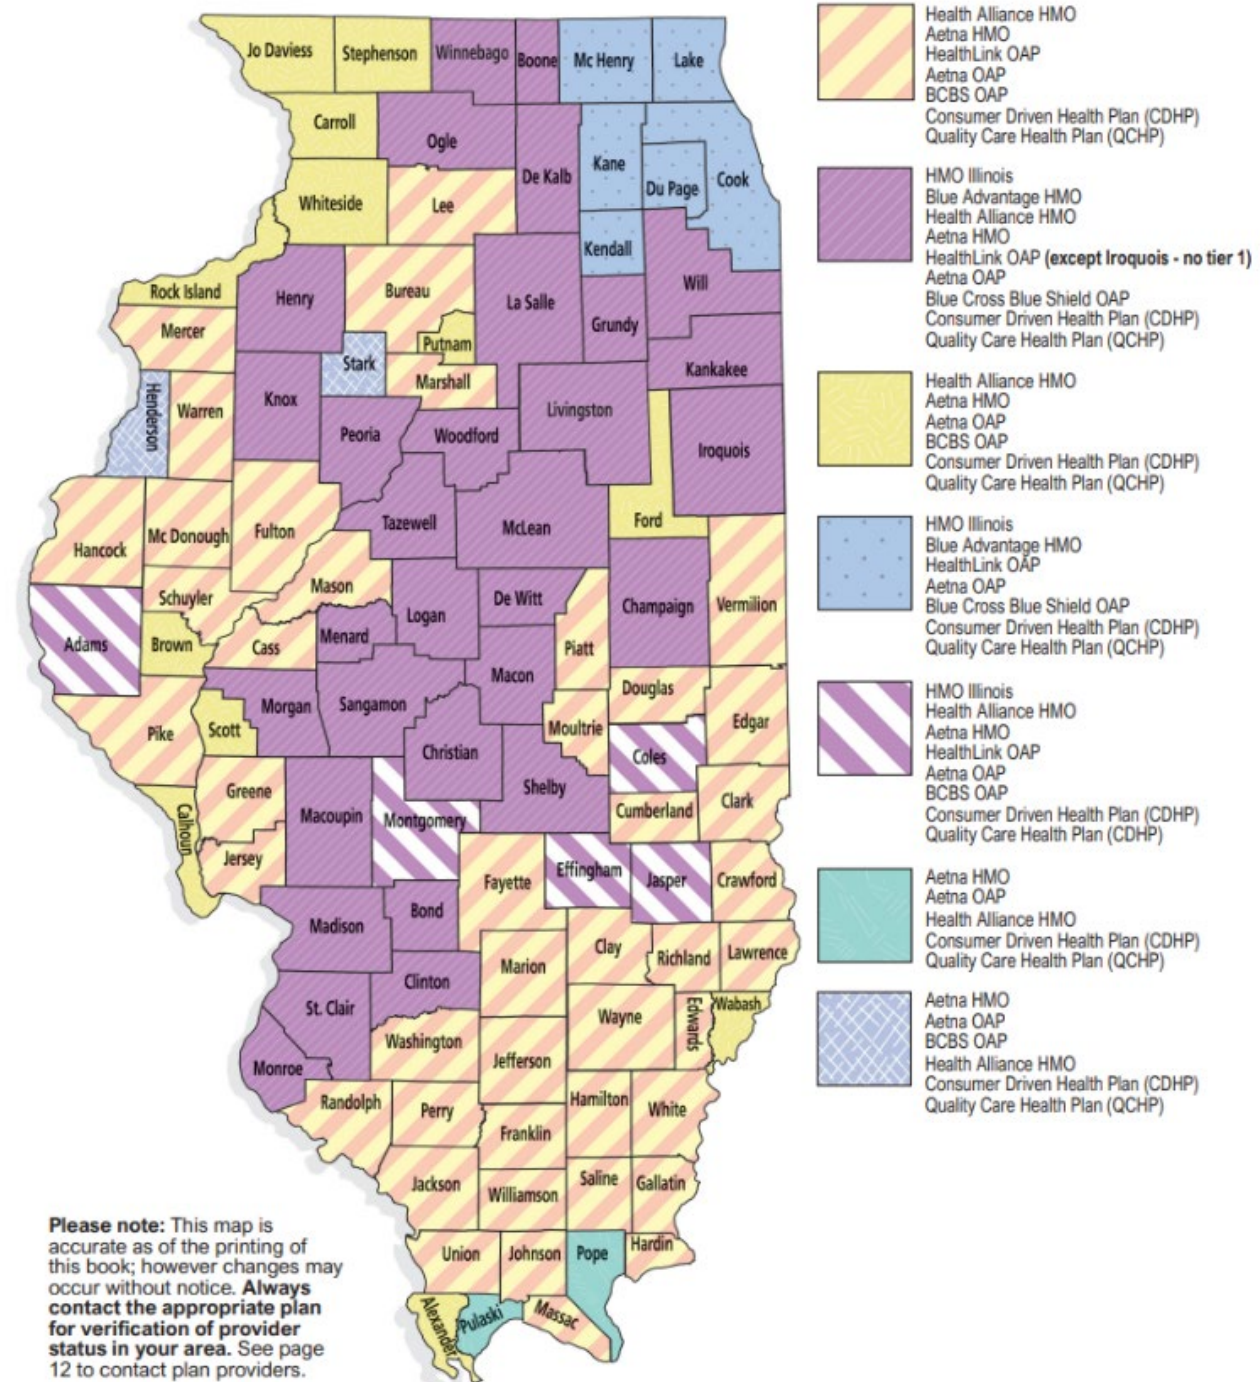 Jo Daviess
Stephenson
Winnebago
Boone
Mc Henry
Lake
Carroll
Ogle
De Kalb
Kane
Du Page
Cook
Whiteside
Lee
Kendall
Rock Island
Henry
Bureau
La Salle
Will
Grundy
Mercer
Putnam
Stark
Kankakee
Marshall
Henderson
Warren
Knox
Livingston
Peoria
Woodford
Iroquois
Ford
Tazewell
McLean
Hancock
Mc Donough
Fulton
Mason
Schuyler
Logan
De Witt
Champaign
Vermilion
Adams
Brown
Cass
Menard
Piatt
Macon
Douglas
Morgan
Sangamon
Pike
Scott
Moultrie
Edgar
Christian
Coles
Greene
Shelby
Macoupin
Montgomery
Cumberland
Clark
Calhoun
Jersey
Fayette
Effingham
Jasper
Crawford
Madison
Bond
Clay
Richland
Lawrence
Marion
Clinton
St. Clair
Wayne
Edwards
Wabash
Washington
Jefferson
Monroe
Randolph
Perry
Hamilton
White
Franklin
Jackson
Williamson
Saline
Gallatin
Union
Johnson
Pope
Hardin
Alexander
Pulaski
Massac
Health Alliance HMO
Aetna HMO
HealthLink OAP
Aetna OAP
BCBS OAP
Consumer Driven Health Plan (CDHP)
Quality Care Health Plan (QCHP)
HMO Illinois
Blue Advantage HMO
Health Alliance HMO
Aetna HMO
HealthLink OAP (except Iroquois - no tier 1)
Aetna OAP
Blue Cross Blue Shield OAP
Consumer Driven Health Plan (CDHP)
Quality Care Health Plan (QCHP)
Health Alliance HMO
Aetna HMO
Aetna OAP
BCBS OAP
Consumer Driven Health Plan (CDHP)
Quality Care Health Plan (QCHP)
HMO Illinois
Blue Advantage HMO
HealthLink OAP
Aetna OAP
Blue Cross Blue Shield OAP
Consumer Driven Health Plan (CDHP)
Quality Care Health Plan (QCHP)
HMO Illinois
Health Alliance HMO
Aetna HMO
HealthLink OAP
Aetna OAP
BCBS OAP
Consumer Driven Health Plan (CDHP)
Quality Care Health Plan (CDHP)
Aetna HMO
Aetna OAP
Health Alliance HMO
Consumer Driven Health Plan (CDHP)
Quality Care Health Plan (QCHP)
Aetna HMO
Aetna OAP
BCBS OAP
Health Alliance HMO
Consumer Driven Health Plan (CDHP)
Quality Care Health Plan (QCHP)
Please note: This map is
accurate as of the printing of
this book; however changes may
occur without notice. Always
contact the appropriate plan
for verification of provider
status in your area. See page
12 to contact plan providers.